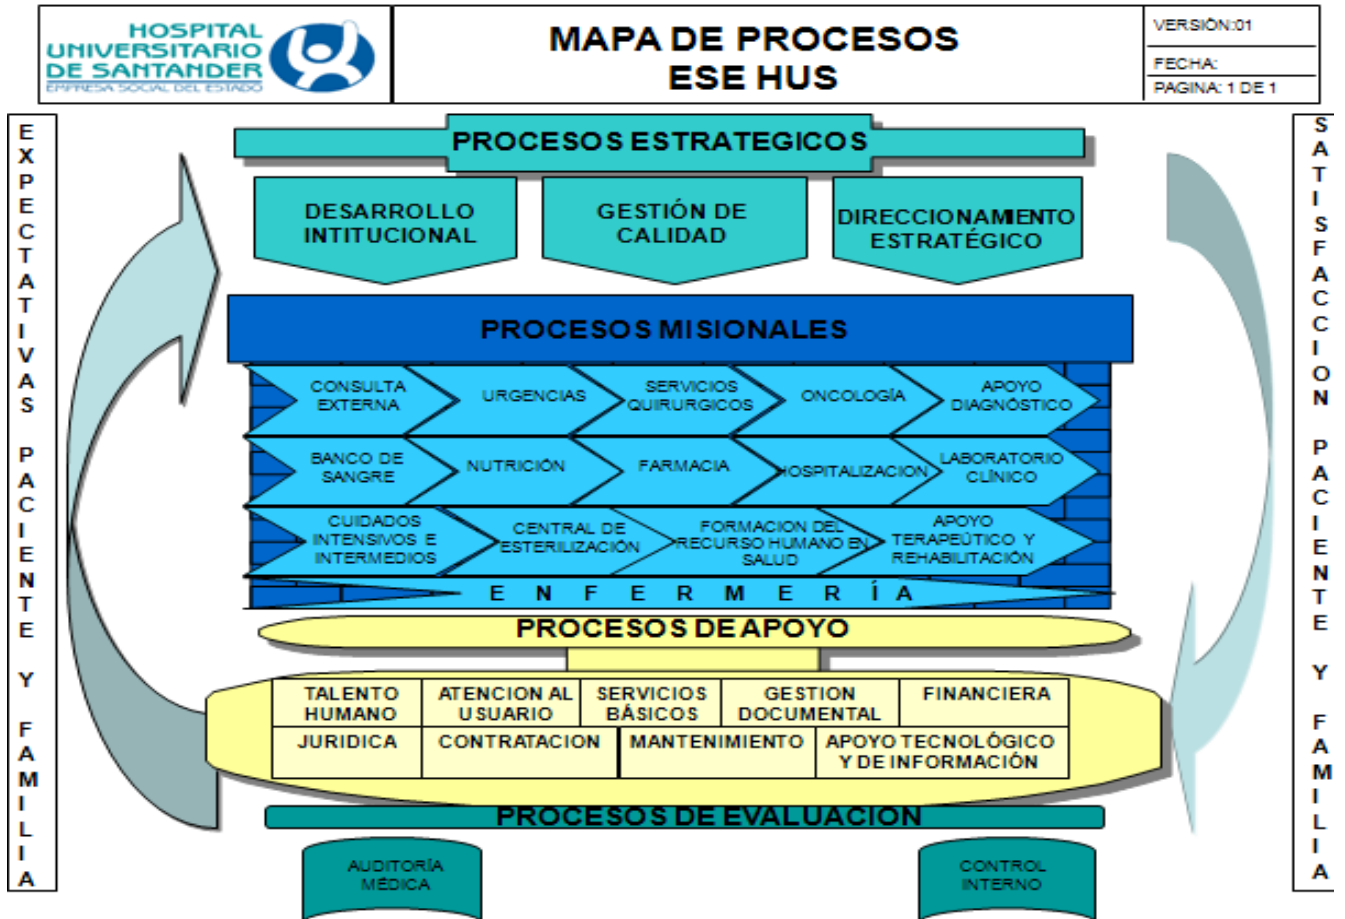 HOSPITAL
UNIVERSITARIO
DE SANTANDER
EMPRESA SOCIAL DEL ESTADO
MAPA DE PROCESOS
ESE HUS
VERSIÓN:01
FECHA:
PAGINA: 1 DE 1
EXPECTATIVAS PACIENTE Y FAMILIA
PROCESOS ESTRATEGICOS
DESARROLLO
INTITUCIONAL
GESTIÓN DE
CALIDAD
DIRECCIONAMIENTO
ESTRATÉGICO
PROCESOS MISIONALES
CONSULTA
EXTERNA
URGENCIAS
SERVICIOS
QUIRURGICOS
ONCOLOGÍA
APOYO
DIAGNÓSTICO
BANCO DE
SANGRE
NUTRICIÓN
FARMACIA
HOSPITALIZACION
LABORATORIO
CLÍNICO
CUIDADOS
INTENSIVOS E
INTERMEDIOS
CENTRAL DE
ESTERILIZACIÓN
FORMACION DEL
RECURSO HUMANO EN
SALUD
APOYO
TERAPEÚTICO Y
REHABILITACIÓN
ENFERMERÍA
PROCESOS DE APOYO
TALENTO
HUMANO
ATENCION AL
USUARIO
SERVICIOS
BÁSICOS
GESTION
DOCUMENTAL
FINANCIERA
JURIDICA
CONTRATACION
MANTENIMIENTO
APOYO TECNOLÓGICO
Y DE INFORMACIÓN
PROCESOS DE EVALUACION
AUDITORÍA
MÉDICA
CONTROL
INTERNO
SATISFACCION PACIENTE Y FAMILIA